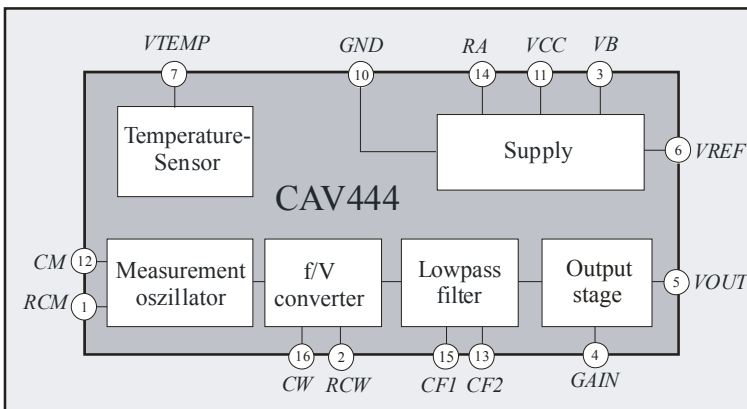 VTEMP GND RA VCC VB
7 10 14 11 3
Temperature-
Sensor
Supply
6 VREF
CAV444
CM 12
RCM 1
Measurement
oszillator
f/V
converter
Lowpass
filter
Output
stage
5 VOUT
16 2 15 13 4
CW RCW CF1 CF2 GAIN